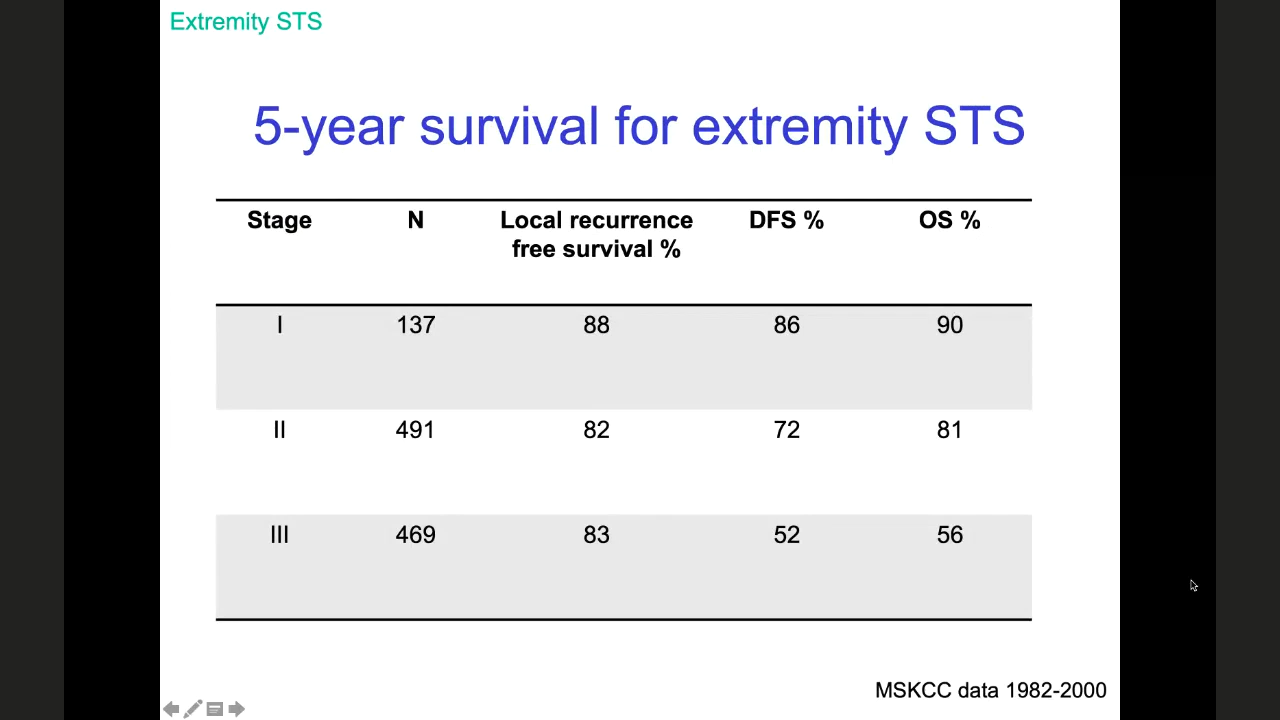 Extremity STS
5-year survival for extremity STS
Stage N Local recurrence free survival % DFS % OS %
I 137 88 86 90
II 491 82 72 81
III 469 83 52 56
MSKCC data 1982-2000